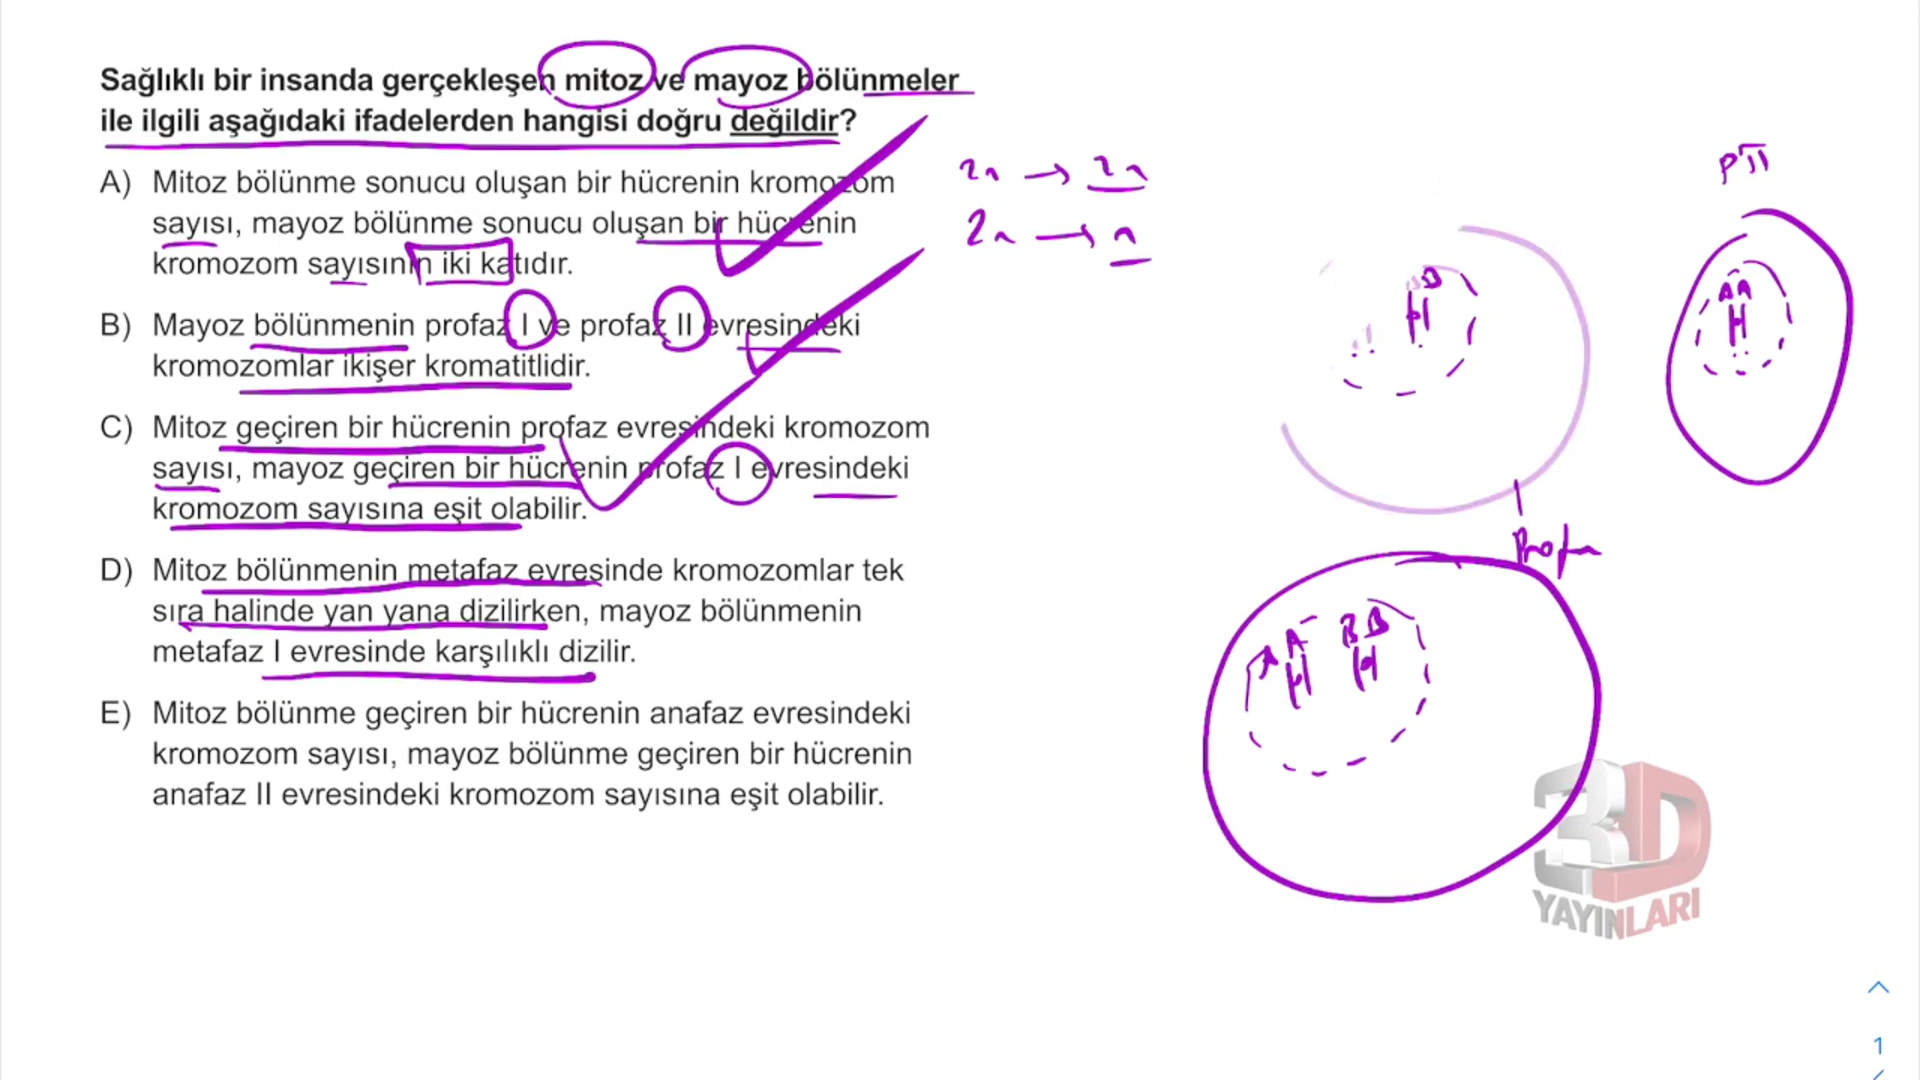 Sağlıklı bir insanda gerçekleşen mitoz ve mayoz bölünmeler
ile ilgili aşağıdaki ifadelerden hangisi doğru değildir?
A) Mitoz bölünme sonucu oluşan bir hücrenin kromozom
sayısı, mayoz bölünme sonucu oluşan bir hücrenin
kromozom sayısının iki katıdır.
B) Mayoz bölünmenin profaz I ve profaz II evresindeki
kromozomlar ikişer kromatitlidir.
C) Mitoz geçiren bir hücrenin profaz evresindeki kromozom
sayısı, mayoz geçiren bir hücrenin profaz I evresindeki
kromozom sayısına eşit olabilir.
D) Mitoz bölünmenin metafaz evresinde kromozomlar tek
sıra halinde yan yana dizilirken, mayoz bölünmenin
metafaz I evresinde karşılıklı dizilir.
E) Mitoz bölünme geçiren bir hücrenin anafaz evresindeki
kromozom sayısı, mayoz bölünme geçiren bir hücrenin
anafaz II evresindeki kromozom sayısına eşit olabilir.
2n → 2n
2n → n
PII
A A
A B B
3D
YAYINLARI
1